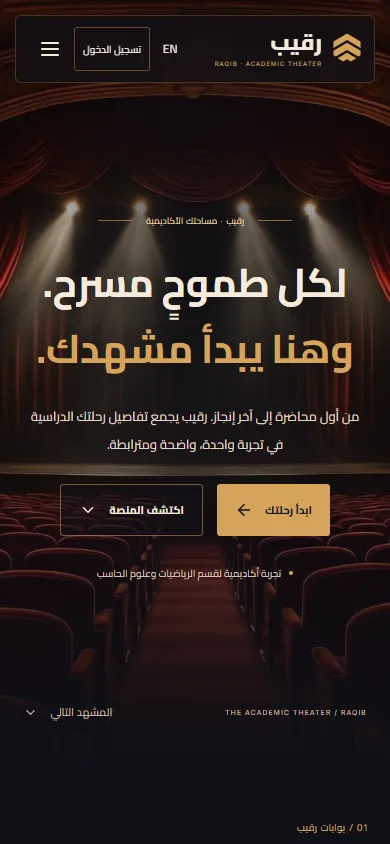 رقيب
RAQIB · ACADEMIC THEATER
EN
تسجيل الدخول
رقيب · مساحتك الأكاديمية
لكل طموحٍ مسرح.
وهنا يبدأ مشهدك.
من أول محاضرة إلى آخر إنجاز. رقيب يجمع تفاصيل رحلتك الدراسية
في تجربة واحدة، واضحة ومترابطة.
ابدأ رحلتك
اكتشف المنصة
تجربة أكاديمية لقسم الرياضيات وعلوم الحاسب
THE ACADEMIC THEATER / RAQIB
المشهد التالي
01 / بوابات رقيب